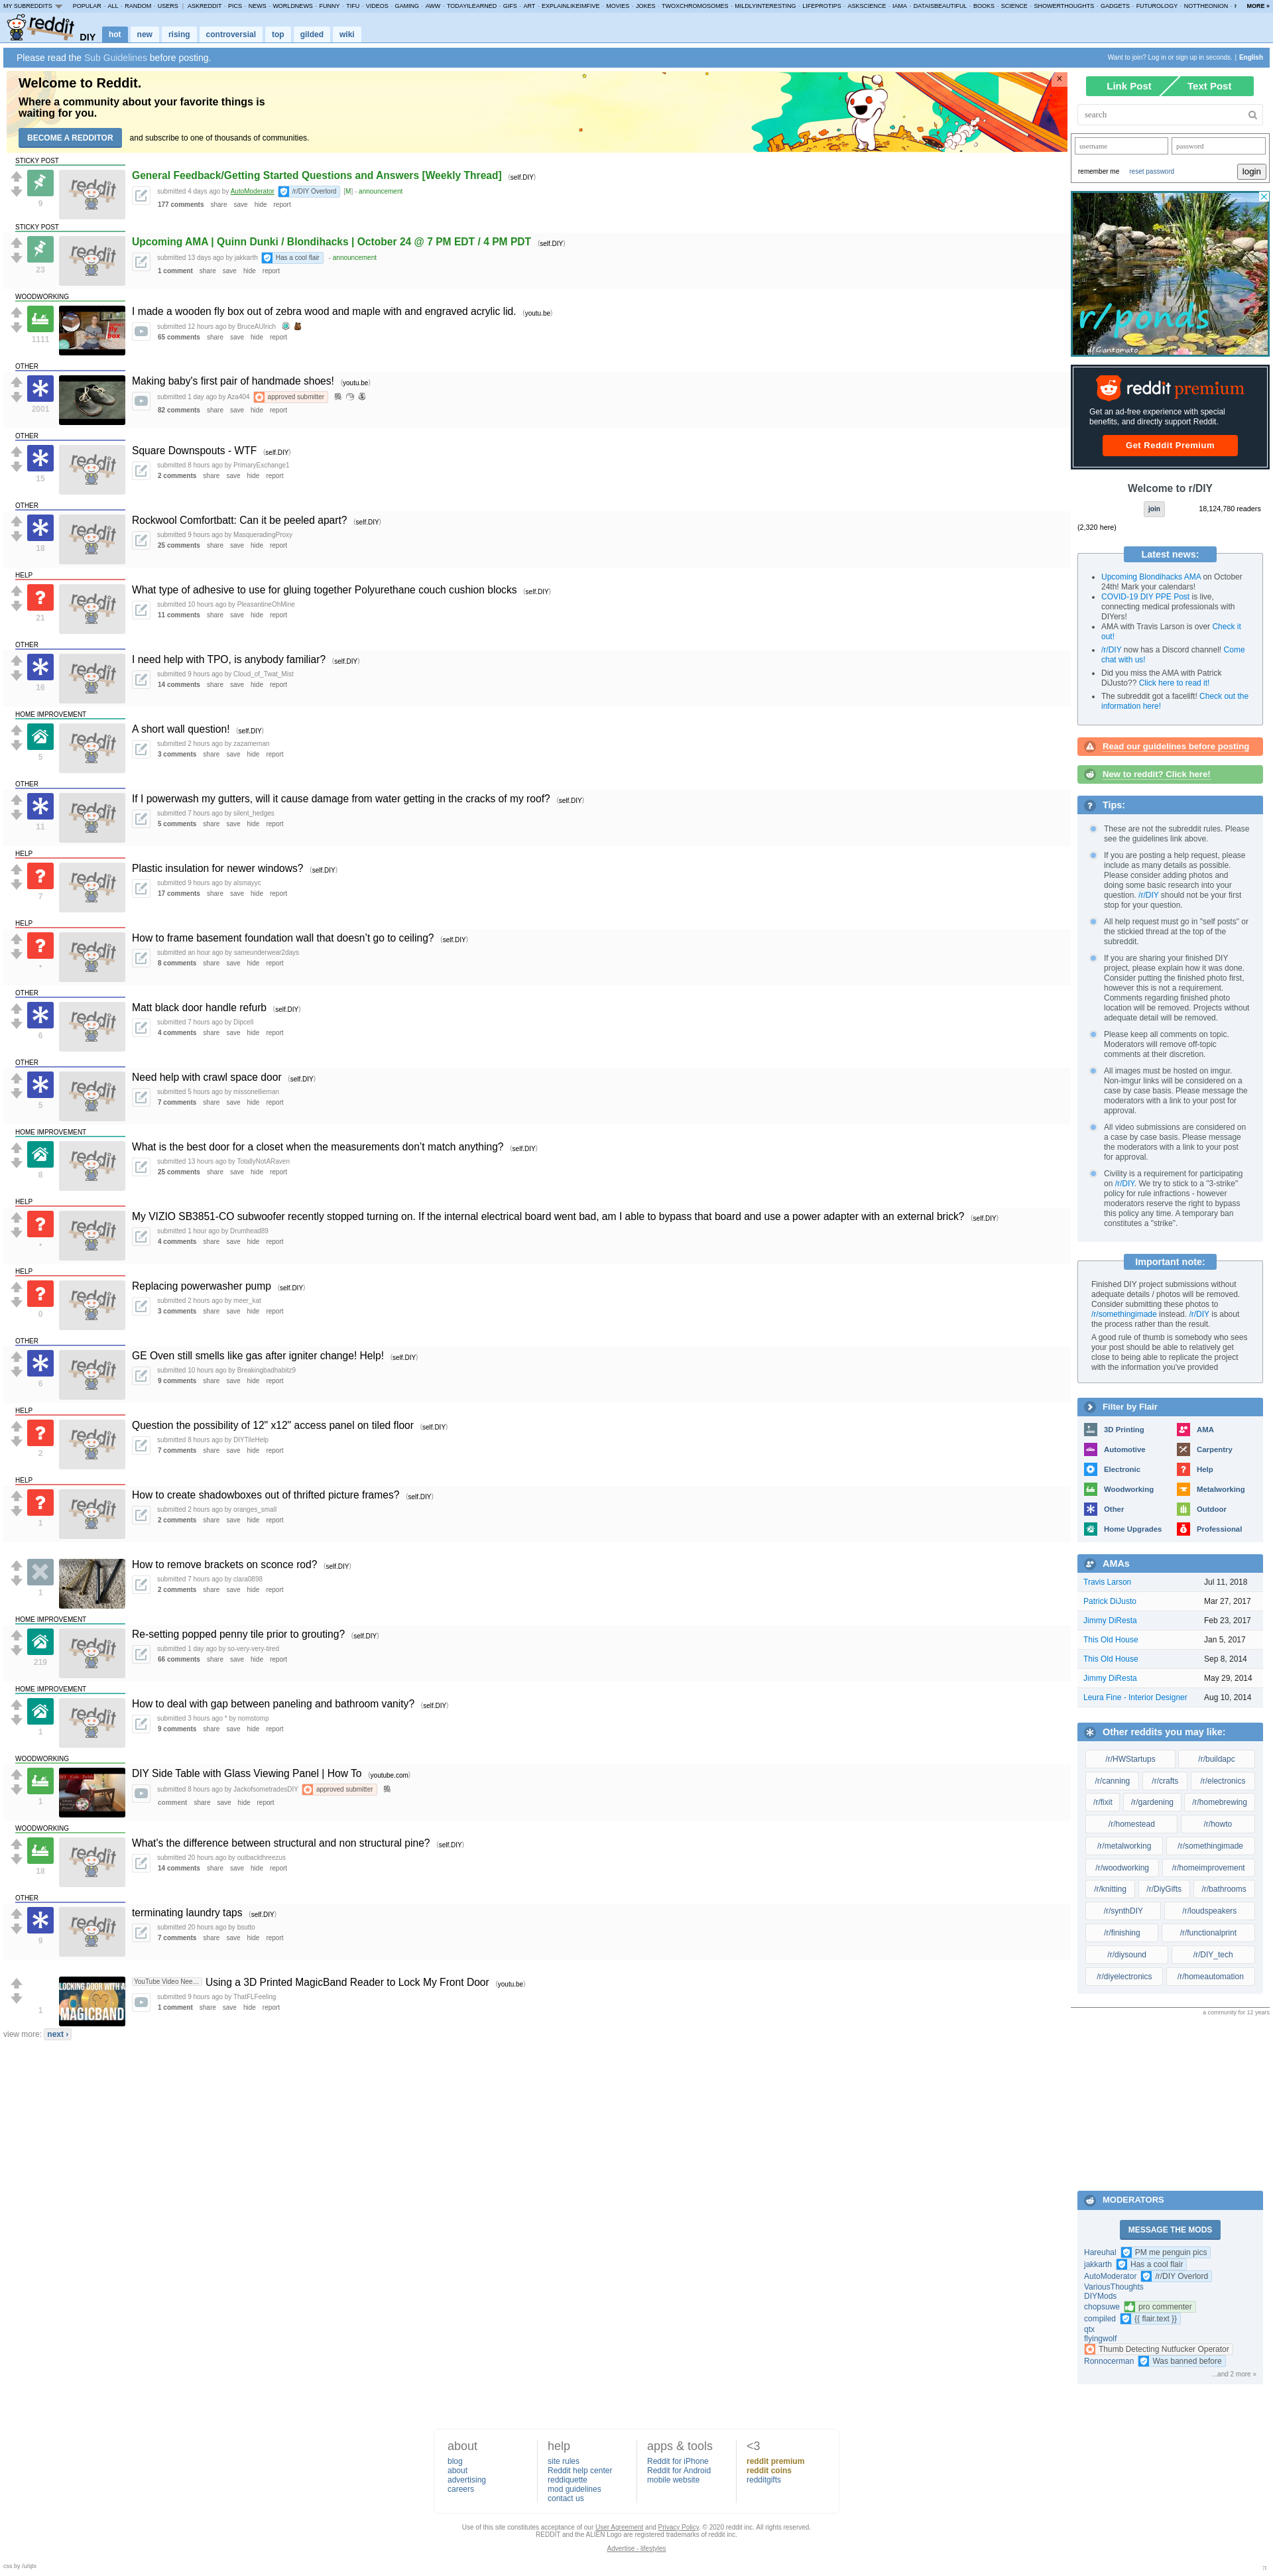 MY SUBREDDITS POPULAR - ALL - RANDOM - USERS | ASKREDDIT - PICS - NEWS - WORLDNEWS - FUNNY - TIFU - VIDEOS - GAMING - AWW - TODAYILEARNED - GIFS - ART - EXPLAINLIKEIMFIVE - MOVIES - JOKES - TWOXCHROMOSOMES - MILDLYINTERESTING - LIFEPROTIPS - ASKSCIENCE - IAMA - DATAISBEAUTIFUL - BOOKS - SCIENCE - SHOWERTHOUGHTS - GADGETS - FUTUROLOGY - NOTTHEONION - MORE »
reddit DIY hot new rising controversial top gilded wiki
Please read the Sub Guidelines before posting.
Want to join? Log in or sign up in seconds. | English
Welcome to Reddit.
Where a community about your favorite things is
waiting for you.
BECOME A REDDITOR and subscribe to one of thousands of communities.
×
STICKY POST
9
General Feedback/Getting Started Questions and Answers [Weekly Thread] (self.DIY)
submitted 4 days ago by AutoModerator /r/DIY Overlord [M] - announcement
177 comments share save hide report
STICKY POST
23
Upcoming AMA | Quinn Dunki / Blondihacks | October 24 @ 7 PM EDT / 4 PM PDT (self.DIY)
submitted 13 days ago by jakkarth Has a cool flair - announcement
1 comment share save hide report
WOODWORKING
1111
I made a wooden fly box out of zebra wood and maple with and engraved acrylic lid. (youtu.be)
submitted 12 hours ago by BruceAUlrich
65 comments share save hide report
OTHER
2001
Making baby's first pair of handmade shoes! (youtu.be)
submitted 1 day ago by Aza404 approved submitter
82 comments share save hide report
OTHER
15
Square Downspouts - WTF (self.DIY)
submitted 8 hours ago by PrimaryExchange1
2 comments share save hide report
OTHER
18
Rockwool Comfortbatt: Can it be peeled apart? (self.DIY)
submitted 9 hours ago by MasqueradingProxy
25 comments share save hide report
HELP
21
What type of adhesive to use for gluing together Polyurethane couch cushion blocks (self.DIY)
submitted 10 hours ago by PleasantineOhMine
11 comments share save hide report
OTHER
16
I need help with TPO, is anybody familiar? (self.DIY)
submitted 9 hours ago by Cloud_of_Twat_Mist
14 comments share save hide report
HOME IMPROVEMENT
5
A short wall question! (self.DIY)
submitted 2 hours ago by zazameman
3 comments share save hide report
OTHER
11
If I powerwash my gutters, will it cause damage from water getting in the cracks of my roof? (self.DIY)
submitted 7 hours ago by silent_hedges
5 comments share save hide report
HELP
7
Plastic insulation for newer windows? (self.DIY)
submitted 9 hours ago by alsmayyc
17 comments share save hide report
HELP
•
How to frame basement foundation wall that doesn't go to ceiling? (self.DIY)
submitted an hour ago by sameunderwear2days
8 comments share save hide report
OTHER
6
Matt black door handle refurb (self.DIY)
submitted 7 hours ago by Dipcell
4 comments share save hide report
OTHER
5
Need help with crawl space door (self.DIY)
submitted 5 hours ago by missonellieman
7 comments share save hide report
HOME IMPROVEMENT
8
What is the best door for a closet when the measurements don't match anything? (self.DIY)
submitted 13 hours ago by TotallyNotARaven
25 comments share save hide report
HELP
•
My VIZIO SB3851-CO subwoofer recently stopped turning on. If the internal electrical board went bad, am I able to bypass that board and use a power adapter with an external brick? (self.DIY)
submitted 1 hour ago by Drumhead89
4 comments share save hide report
HELP
0
Replacing powerwasher pump (self.DIY)
submitted 2 hours ago by meer_kat
3 comments share save hide report
OTHER
6
GE Oven still smells like gas after igniter change! Help! (self.DIY)
submitted 10 hours ago by Breakingbadhabitz9
9 comments share save hide report
HELP
2
Question the possibility of 12" x12" access panel on tiled floor (self.DIY)
submitted 8 hours ago by DIYTileHelp
7 comments share save hide report
HELP
1
How to create shadowboxes out of thrifted picture frames? (self.DIY)
submitted 2 hours ago by oranges_small
2 comments share save hide report
1
How to remove brackets on sconce rod? (self.DIY)
submitted 7 hours ago by clara0898
2 comments share save hide report
HOME IMPROVEMENT
219
Re-setting popped penny tile prior to grouting? (self.DIY)
submitted 1 day ago by so-very-very-tired
66 comments share save hide report
HOME IMPROVEMENT
1
How to deal with gap between paneling and bathroom vanity? (self.DIY)
submitted 3 hours ago * by nomstomp
9 comments share save hide report
WOODWORKING
1
DIY Side Table with Glass Viewing Panel | How To (youtube.com)
submitted 8 hours ago by JackofsometradesDIY approved submitter
comment share save hide report
WOODWORKING
18
What's the difference between structural and non structural pine? (self.DIY)
submitted 20 hours ago by outbackthreezus
14 comments share save hide report
OTHER
9
terminating laundry taps (self.DIY)
submitted 20 hours ago by bsutto
7 comments share save hide report
1
LOCKING DOOR WITH A
MAGICBAND
YouTube Video Nee… Using a 3D Printed MagicBand Reader to Lock My Front Door (youtu.be)
submitted 9 hours ago by ThatFLFeeling
1 comment share save hide report
view more: next ›
Link Post Text Post
search
username password
remember me reset password login
r/ponds
reddit premium
Get an ad-free experience with special
benefits, and directly support Reddit.
Get Reddit Premium
Welcome to r/DIY
join 18,124,780 readers
(2,320 here)
Latest news:
Upcoming Blondihacks AMA on October
24th! Mark your calendars!
COVID-19 DIY PPE Post is live,
connecting medical professionals with
DIYers!
AMA with Travis Larson is over Check it
out!
/r/DIY now has a Discord channel! Come
chat with us!
Did you miss the AMA with Patrick
DiJusto?? Click here to read it!
The subreddit got a facelift! Check out the
information here!
Read our guidelines before posting
New to reddit? Click here!
Tips:
These are not the subreddit rules. Please
see the guidelines link above.
If you are posting a help request, please
include as many details as possible.
Please consider adding photos and
doing some basic research into your
question. /r/DIY should not be your first
stop for your question.
All help request must go in "self posts" or
the stickied thread at the top of the
subreddit.
If you are sharing your finished DIY
project, please explain how it was done.
Consider putting the finished photo first,
however this is not a requirement.
Comments regarding finished photo
location will be removed. Projects without
adequate detail will be removed.
Please keep all comments on topic.
Moderators will remove off-topic
comments at their discretion.
All images must be hosted on imgur.
Non-imgur links will be considered on a
case by case basis. Please message the
moderators with a link to your post for
approval.
All video submissions are considered on
a case by case basis. Please message
the moderators with a link to your post
for approval.
Civility is a requirement for participating
on /r/DIY. We try to stick to a "3-strike"
policy for rule infractions - however
moderators reserve the right to bypass
this policy any time. A temporary ban
constitutes a "strike".
Important note:
Finished DIY project submissions without
adequate details / photos will be removed.
Consider submitting these photos to
/r/somethingimade instead. /r/DIY is about
the process rather than the result.
A good rule of thumb is somebody who sees
your post should be able to relatively get
close to being able to replicate the project
with the information you've provided
Filter by Flair
3D Printing AMA
Automotive Carpentry
Electronic Help
Woodworking Metalworking
Other Outdoor
Home Upgrades Professional
AMAs
Travis Larson Jul 11, 2018
Patrick DiJusto Mar 27, 2017
Jimmy DiResta Feb 23, 2017
This Old House Jan 5, 2017
This Old House Sep 8, 2014
Jimmy DiResta May 29, 2014
Leura Fine - Interior Designer Aug 10, 2014
Other reddits you may like:
/r/HWStartups /r/buildapc
/r/canning /r/crafts /r/electronics
/r/fixit /r/gardening /r/homebrewing
/r/homestead /r/howto
/r/metalworking /r/somethingimade
/r/woodworking /r/homeimprovement
/r/knitting /r/DiyGifts /r/bathrooms
/r/synthDIY /r/loudspeakers
/r/finishing /r/functionalprint
/r/diysound /r/DIY_tech
/r/diyelectronics /r/homeautomation
a community for 12 years
MODERATORS
MESSAGE THE MODS
Hareuhal PM me penguin pics
jakkarth Has a cool flair
AutoModerator /r/DIY Overlord
VariousThoughts
DIYMods
chopsuwe pro commenter
compiled {{ flair.text }}
qtx
flyingwolf
Thumb Detecting Nutfucker Operator
Ronnocerman Was banned before
...and 2 more »
about help apps & tools <3
blog site rules Reddit for iPhone reddit premium
about Reddit help center Reddit for Android reddit coins
advertising reddiquette mobile website redditgifts
careers mod guidelines
contact us
Use of this site constitutes acceptance of our User Agreement and Privacy Policy. © 2020 reddit inc. All rights reserved.
REDDIT and the ALIEN Logo are registered trademarks of reddit inc.
Advertise - lifestyles
css by /u/qtx
π